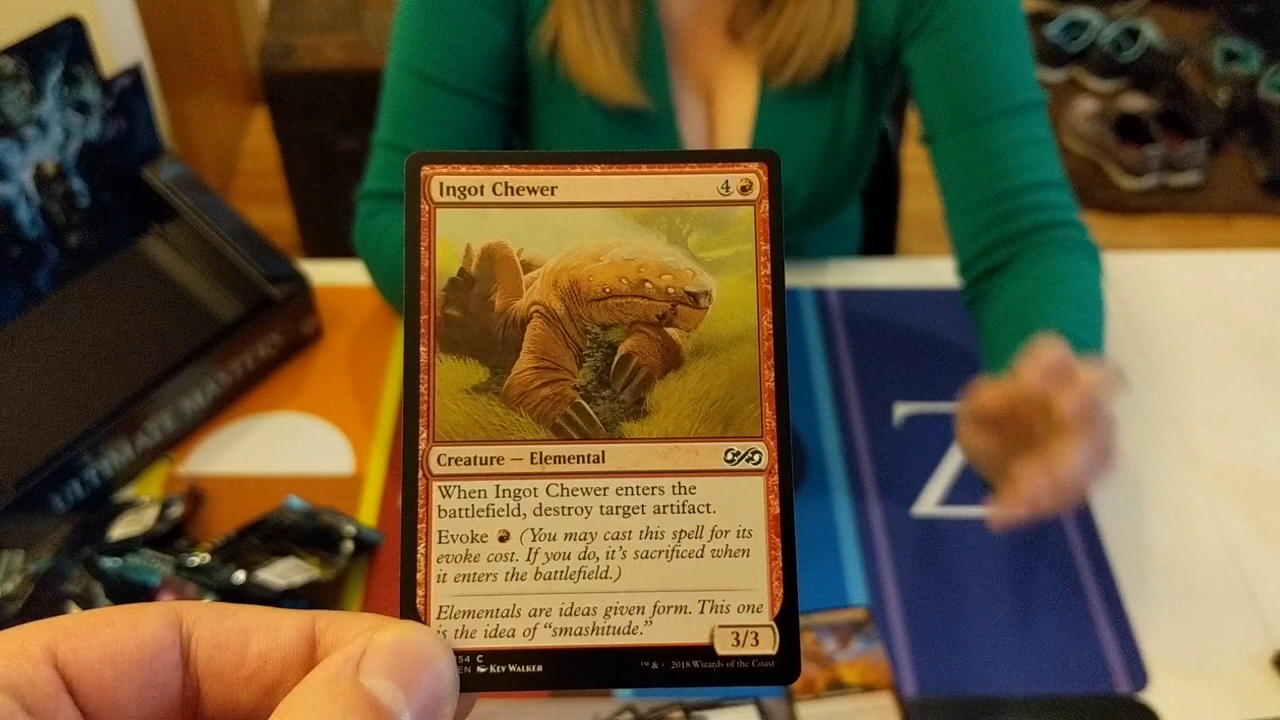 Ingot Chewer 4
Creature — Elemental
When Ingot Chewer enters the
battlefield, destroy target artifact.
Evoke (You may cast this spell for its
evoke cost. If you do, it's sacrificed when
it enters the battlefield.)
Elementals are ideas given form. This one
is the idea of "smashitude."
3/3
54 C
EN Kev Walker
™ & © 2018 Wizards of the Coast
ULTIMATE MASTERS
Z